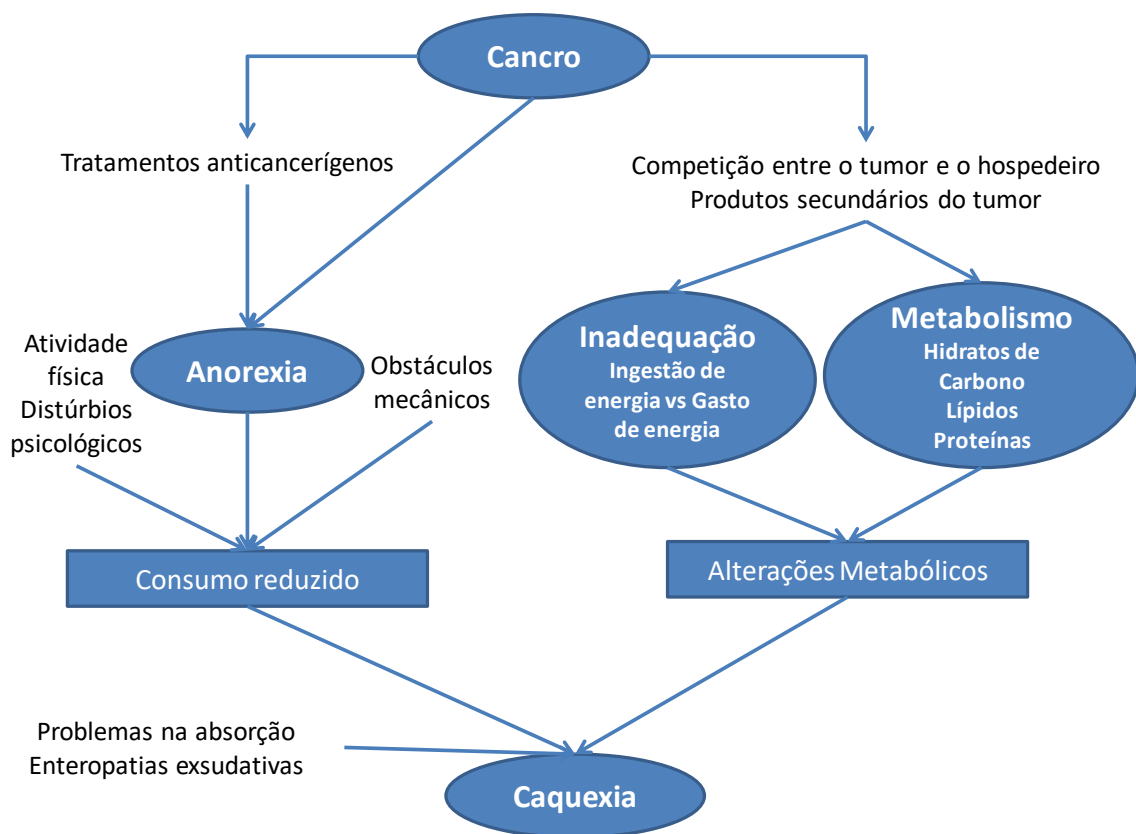 Cancro
Tratamentos anticancerígenos
Competição entre o tumor e o hospedeiro
Produtos secundários do tumor
Atividade
física
Distúrbios
psicológicos
Anorexia
Obstáculos
mecânicos
Inadequação
Ingestão de
energia vs Gasto
de energia
Metabolismo
Hidratos de
Carbono
Lípidos
Proteínas
Consumo reduzido
Alterações Metabólicos
Problemas na absorção
Enteropatias exsudativas
Caquexia